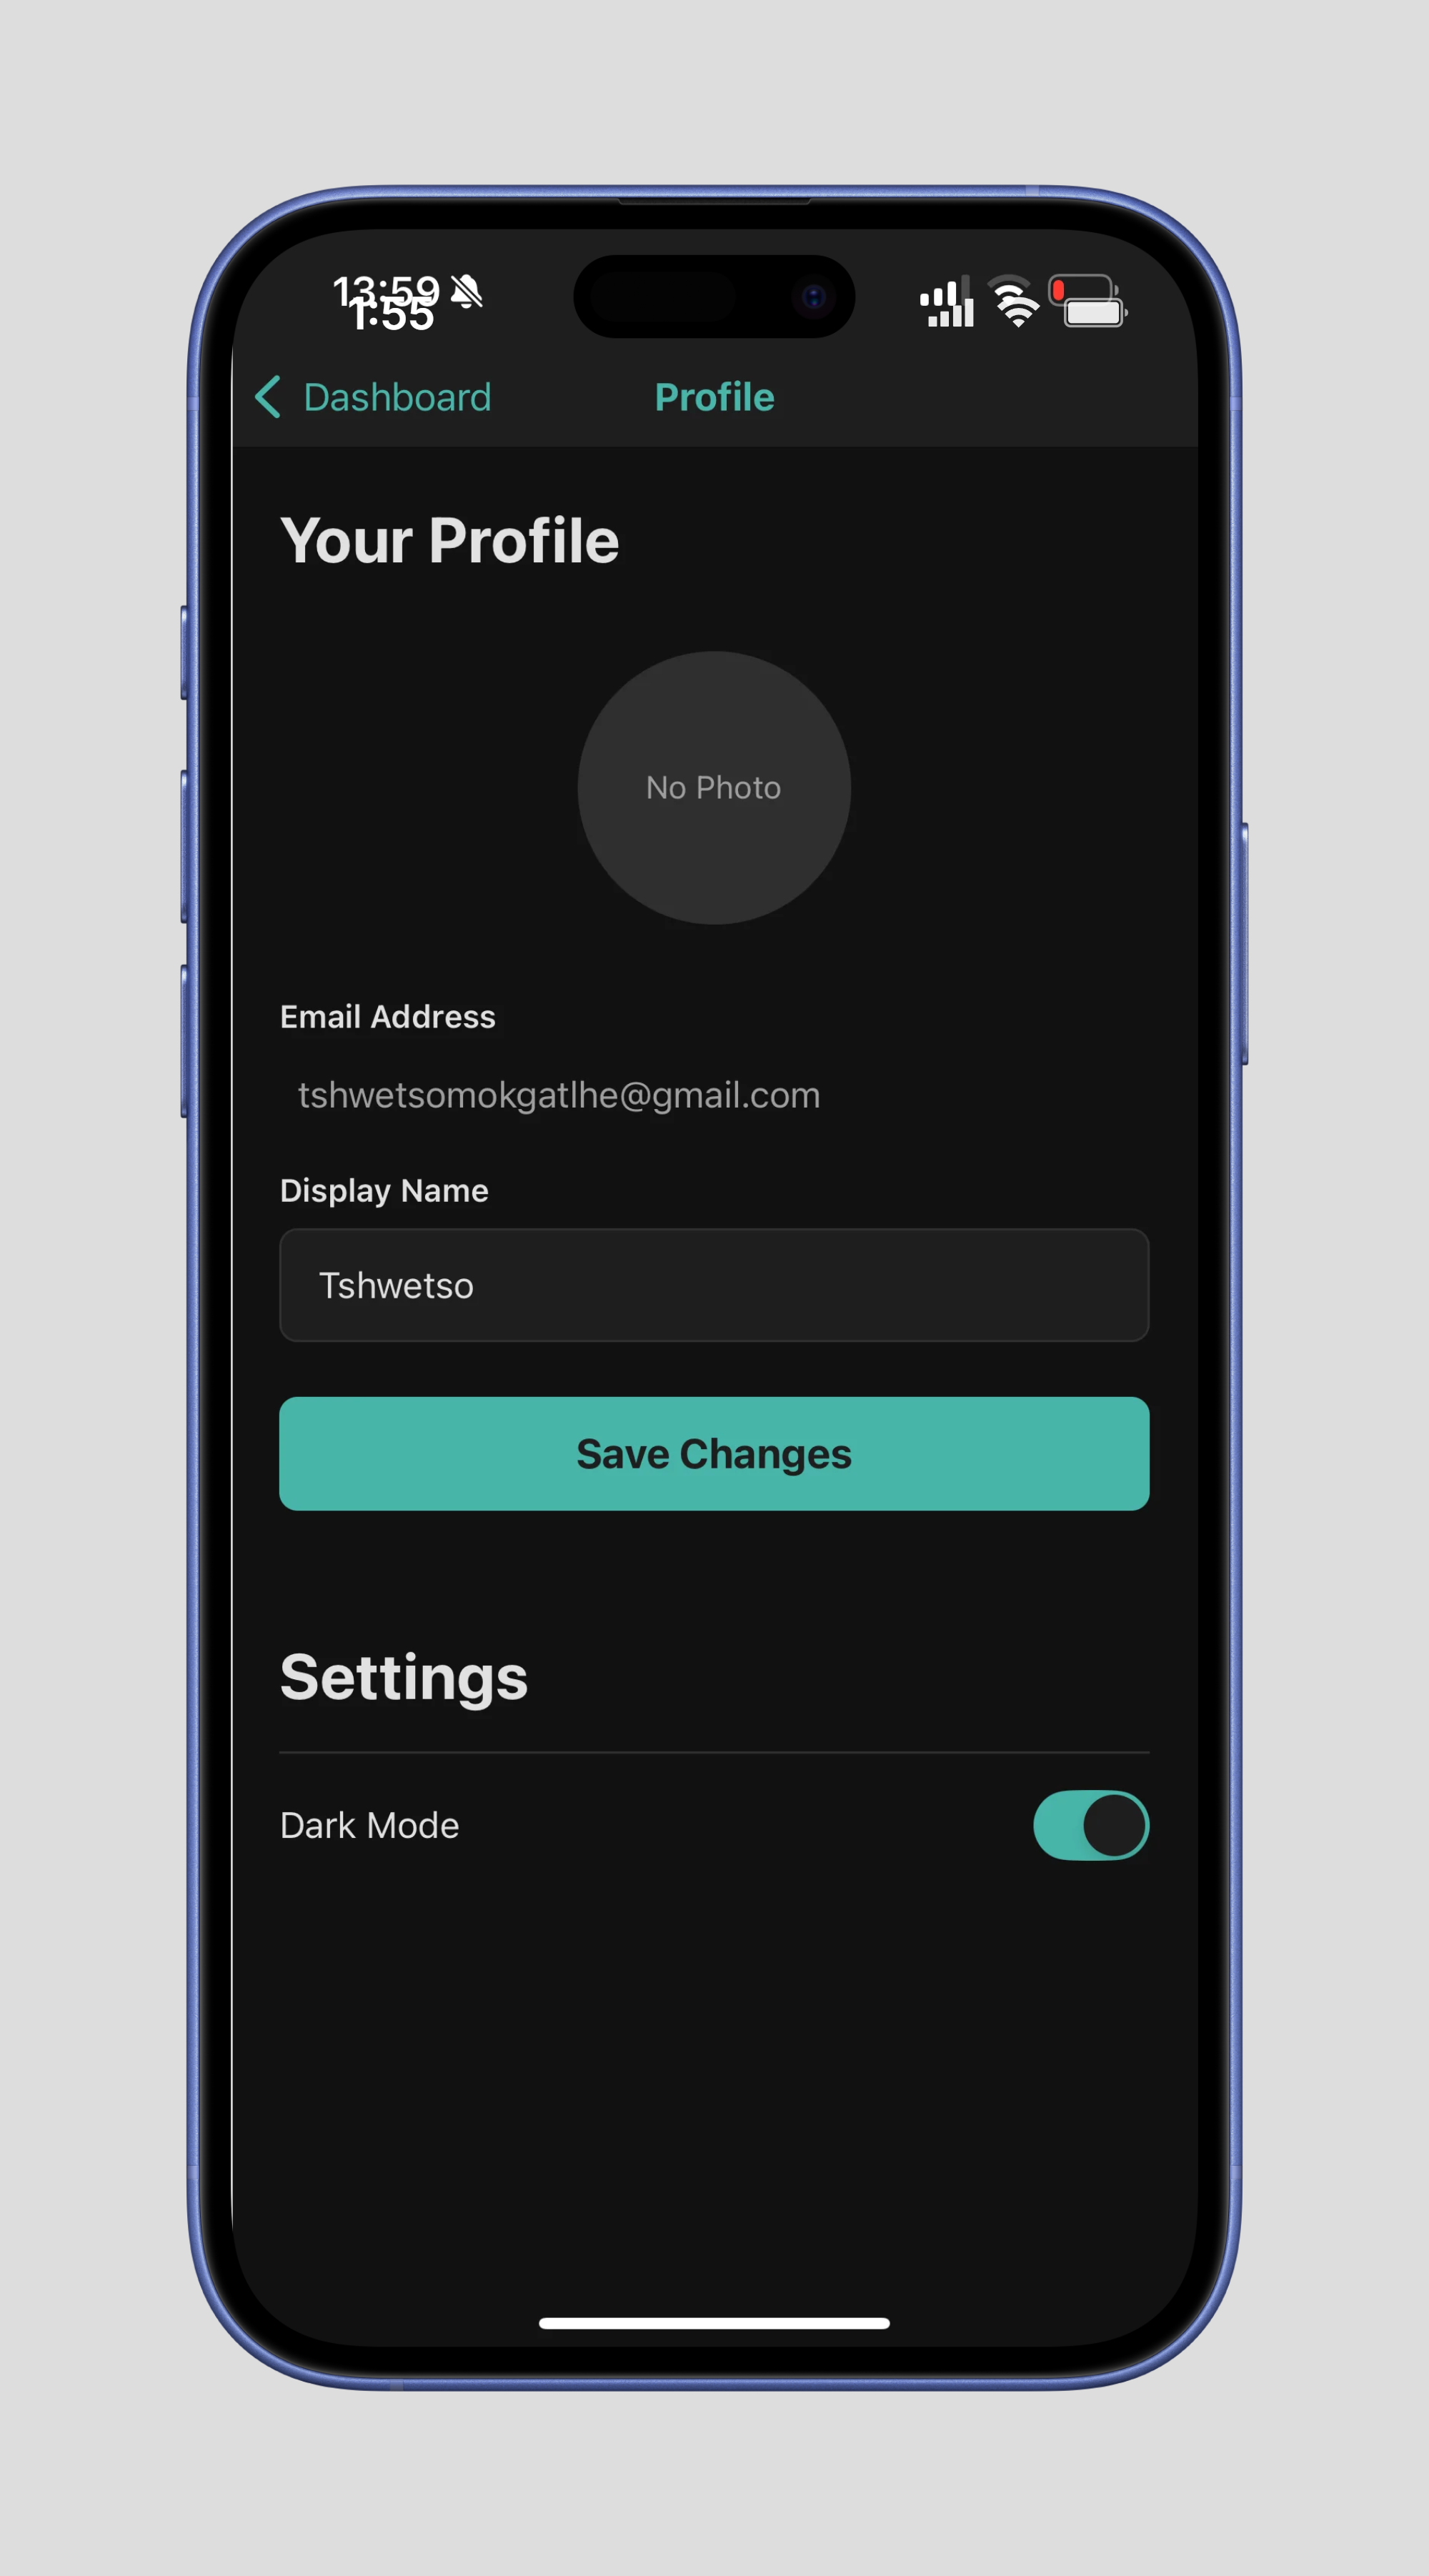 13:59
1:55
Dashboard
Profile
Your Profile
No Photo
Email Address
tshwetsomokgatlhe@gmail.com
Display Name
Tshwetso
Save Changes
Settings
Dark Mode